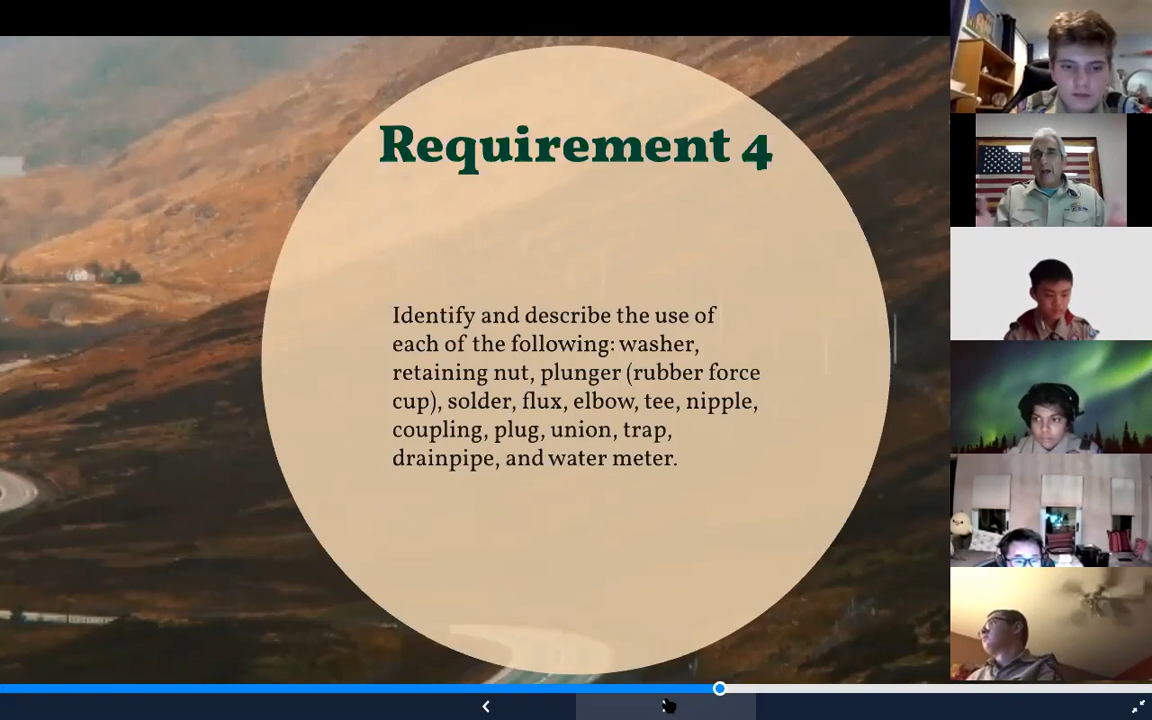 Requirement 4
Identify and describe the use of
each of the following: washer,
retaining nut, plunger (rubber force
cup), solder, flux, elbow, tee, nipple,
coupling, plug, union, trap,
drainpipe, and water meter.